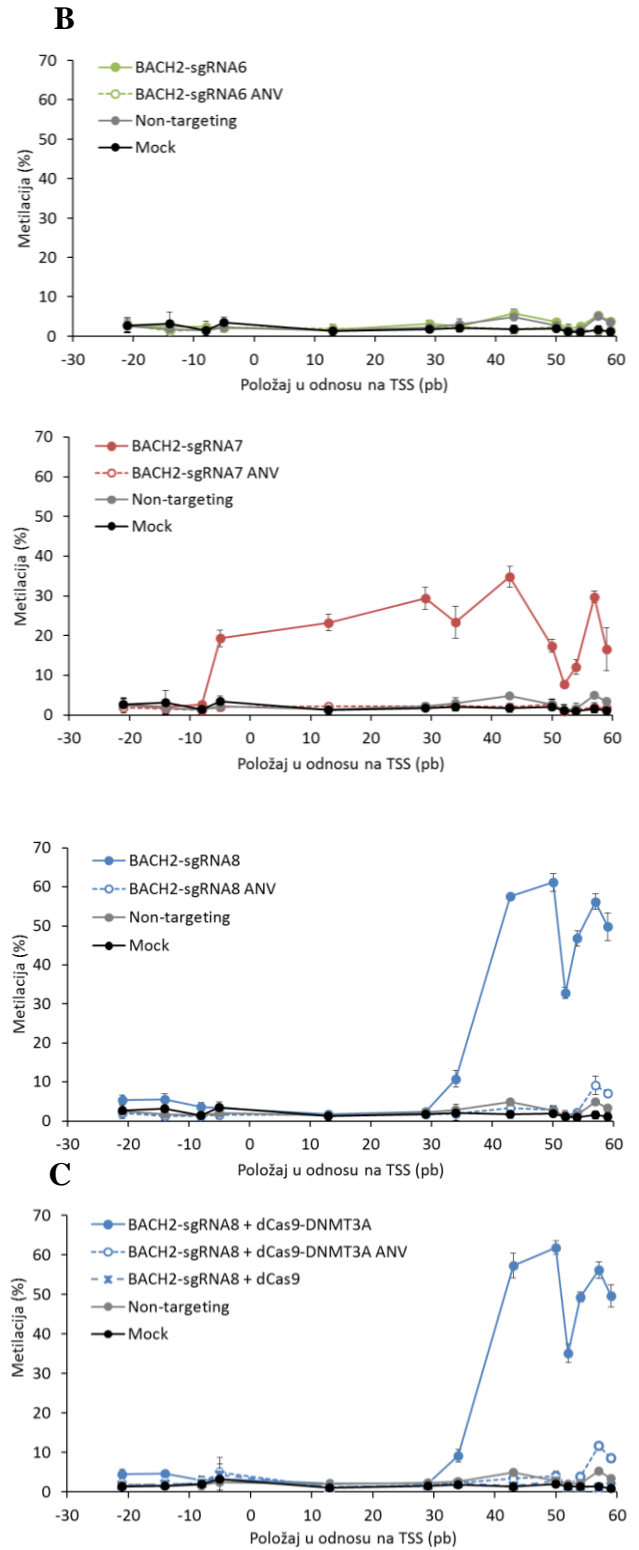 B
BACH2-sgRNA6
BACH2-sgRNA6 ANV
Non-targeting
Mock
Metilacija (%)
70
60
50
40
30
20
10
0
-30 -20 -10 0 10 20 30 40 50 60
Položaj u odnosu na TSS (pb)
BACH2-sgRNA7
BACH2-sgRNA7 ANV
Non-targeting
Mock
Metilacija (%)
70
60
50
40
30
20
10
0
-30 -20 -10 0 10 20 30 40 50 60
Položaj u odnosu na TSS (pb)
BACH2-sgRNA8
BACH2-sgRNA8 ANV
Non-targeting
Mock
Metilacija (%)
70
60
50
40
30
20
10
0
-30 -20 -10 0 10 20 30 40 50 60
Položaj u odnosu na TSS (pb)
C
BACH2-sgRNA8 + dCas9-DNMT3A
BACH2-sgRNA8 + dCas9-DNMT3A ANV
BACH2-sgRNA8 + dCas9
Non-targeting
Mock
Metilacija (%)
70
60
50
40
30
20
10
0
-30 -20 -10 0 10 20 30 40 50 60
Položaj u odnosu na TSS (pb)